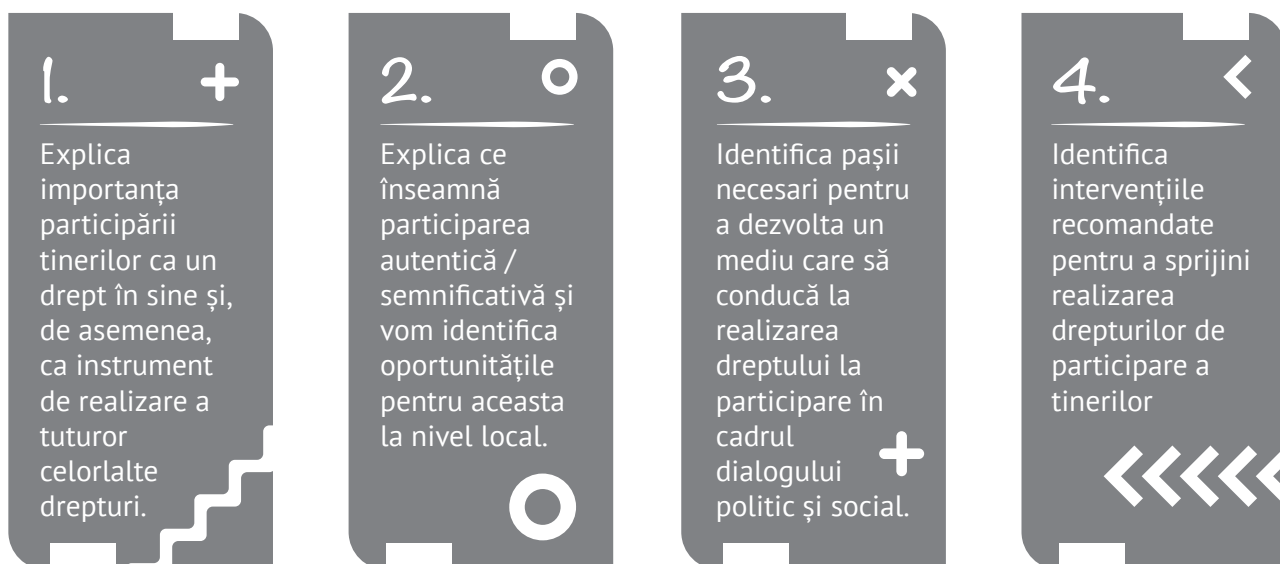 1.
Explica
importanța
participării
tinerilor ca un
drept în sine și,
de asemenea,
ca instrument
de realizare a
tuturor
celorlalte
drepturi.
2.
Explica ce
înseamnă
participarea
autentică /
semnificativă și
vom identifica
oportunitățile
pentru aceasta
la nivel local.
3.
Identifica pașii
necesari pentru
a dezvolta un
mediu care să
conducă la
realizarea
dreptului la
participare în
cadrul
dialogului
politic și social.
4.
Identifica
intervențiile
recomandate
pentru a sprijini
realizarea
drepturilor de
participare a
tinerilor